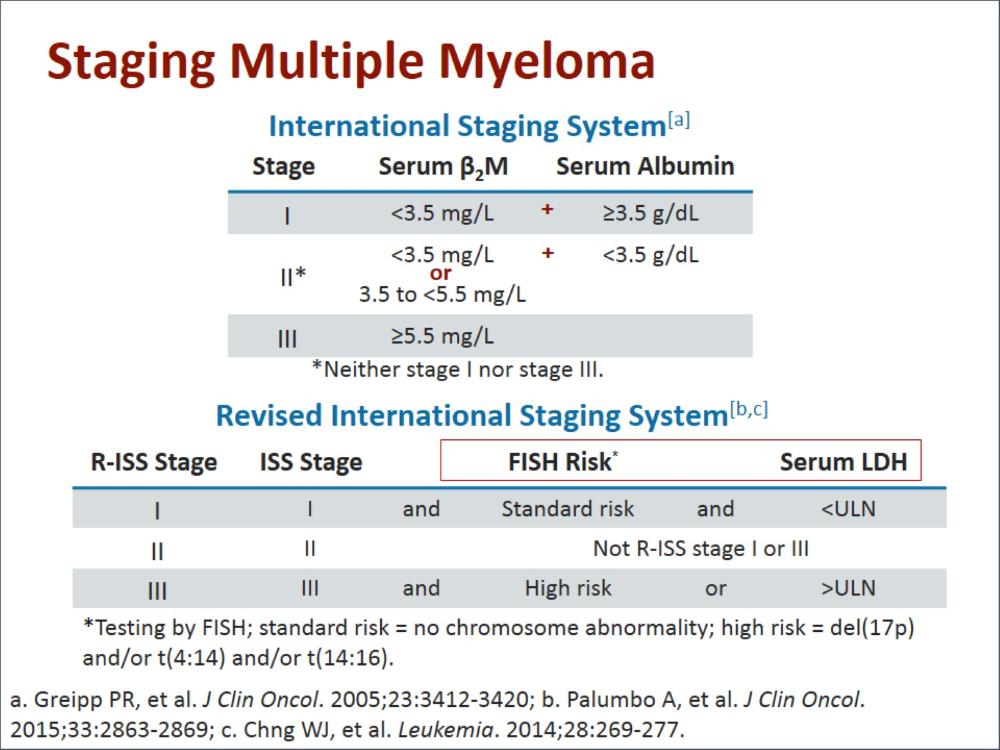 Staging Multiple Myeloma
International Staging System[a]
Stage Serum β₂M Serum Albumin
I <3.5 mg/L + ≥3.5 g/dL
<3.5 mg/L + <3.5 g/dL
II* or
3.5 to <5.5 mg/L
III ≥5.5 mg/L
*Neither stage I nor stage III.
Revised International Staging System[b,c]
R-ISS Stage ISS Stage FISH Risk* Serum LDH
I I and Standard risk and <ULN
II II Not R-ISS stage I or III
III III and High risk or >ULN
*Testing by FISH; standard risk = no chromosome abnormality; high risk = del(17p)
and/or t(4:14) and/or t(14:16).
a. Greipp PR, et al. J Clin Oncol. 2005;23:3412-3420; b. Palumbo A, et al. J Clin Oncol.
2015;33:2863-2869; c. Chng WJ, et al. Leukemia. 2014;28:269-277.